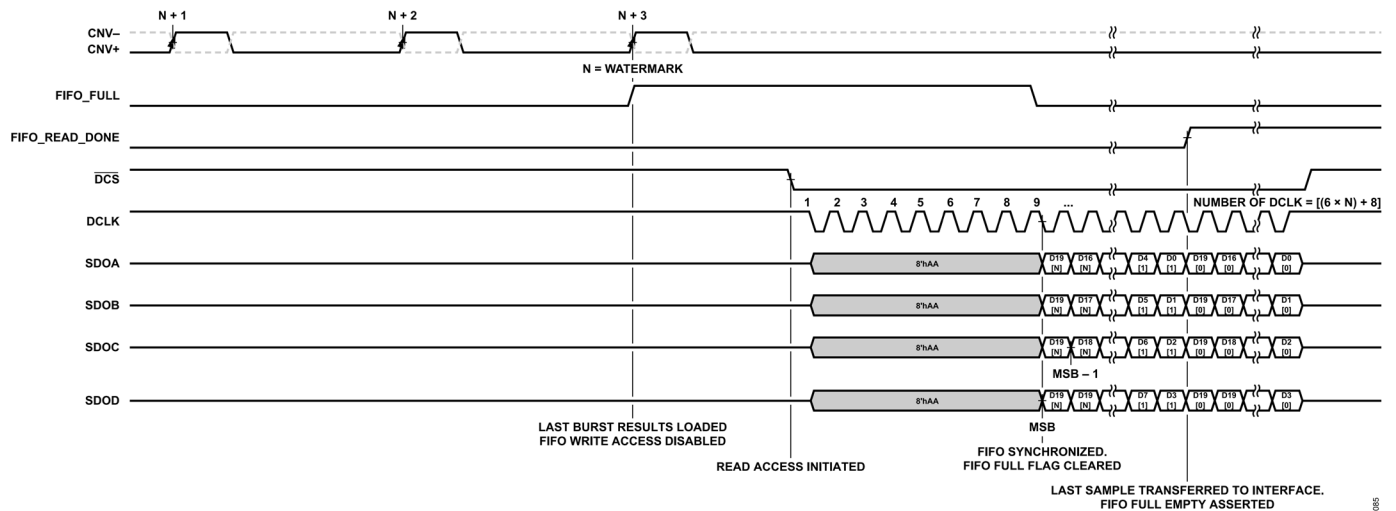 N + 1
N + 2
N + 3
CNV–
CNV+
N = WATERMARK
FIFO_FULL
FIFO_READ_DONE
DCS
1 2 3 4 5 6 7 8 9 ...
NUMBER OF DCLK = [(6 × N) + 8]
DCLK
SDOA
8'hAA
D19 D16 D4 D0 D19 D16 D0
[N] [N] [1] [1] [0] [0] [0]
SDOB
8'hAA
D19 D17 D5 D1 D19 D17 D1
[N] [N] [1] [1] [0] [0] [0]
SDOC
8'hAA
D19 D18 D6 D2 D19 D18 D2
[N] [N] [1] [1] [0] [0] [0]
MSB – 1
SDOD
8'hAA
D19 D19 D7 D3 D19 D19 D3
[N] [N] [1] [1] [0] [0] [0]
MSB
LAST BURST RESULTS LOADED
FIFO WRITE ACCESS DISABLED
READ ACCESS INITIATED
FIFO SYNCHRONIZED.
FIFO FULL FLAG CLEARED
LAST SAMPLE TRANSFERRED TO INTERFACE.
FIFO FULL EMPTY ASSERTED
085